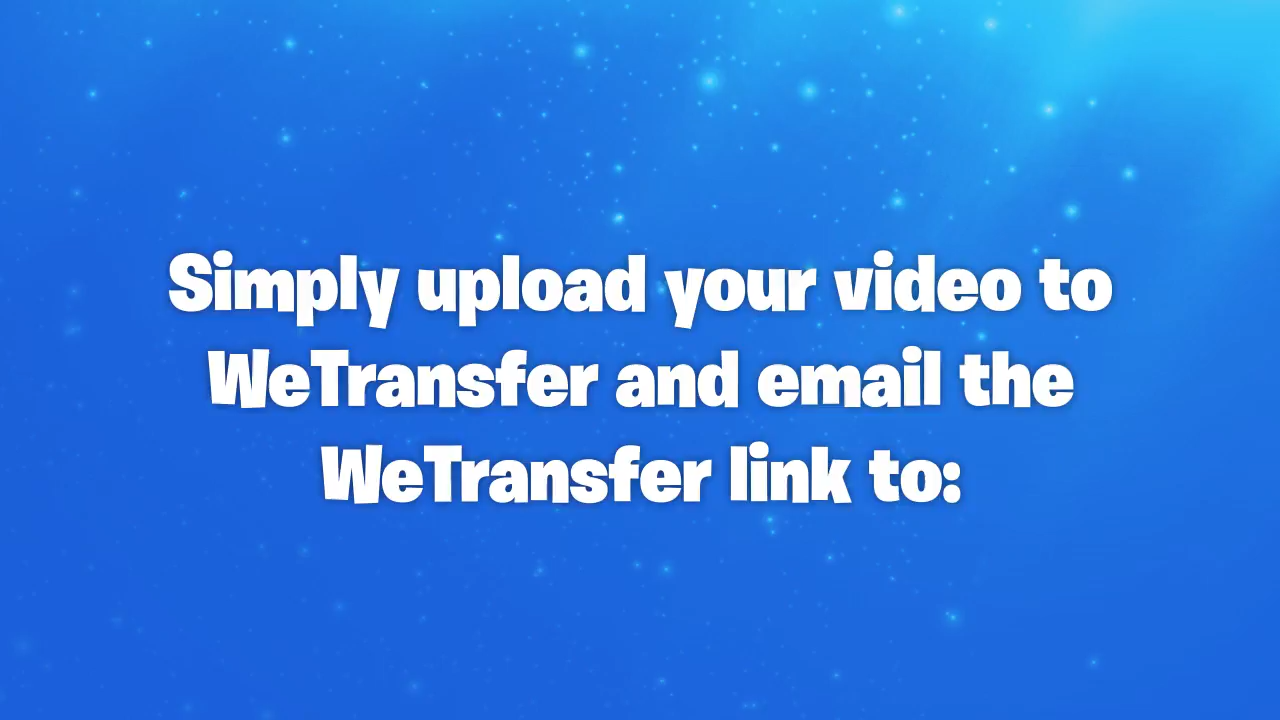 Simply upload your video to
WeTransfer and email the
WeTransfer link to: